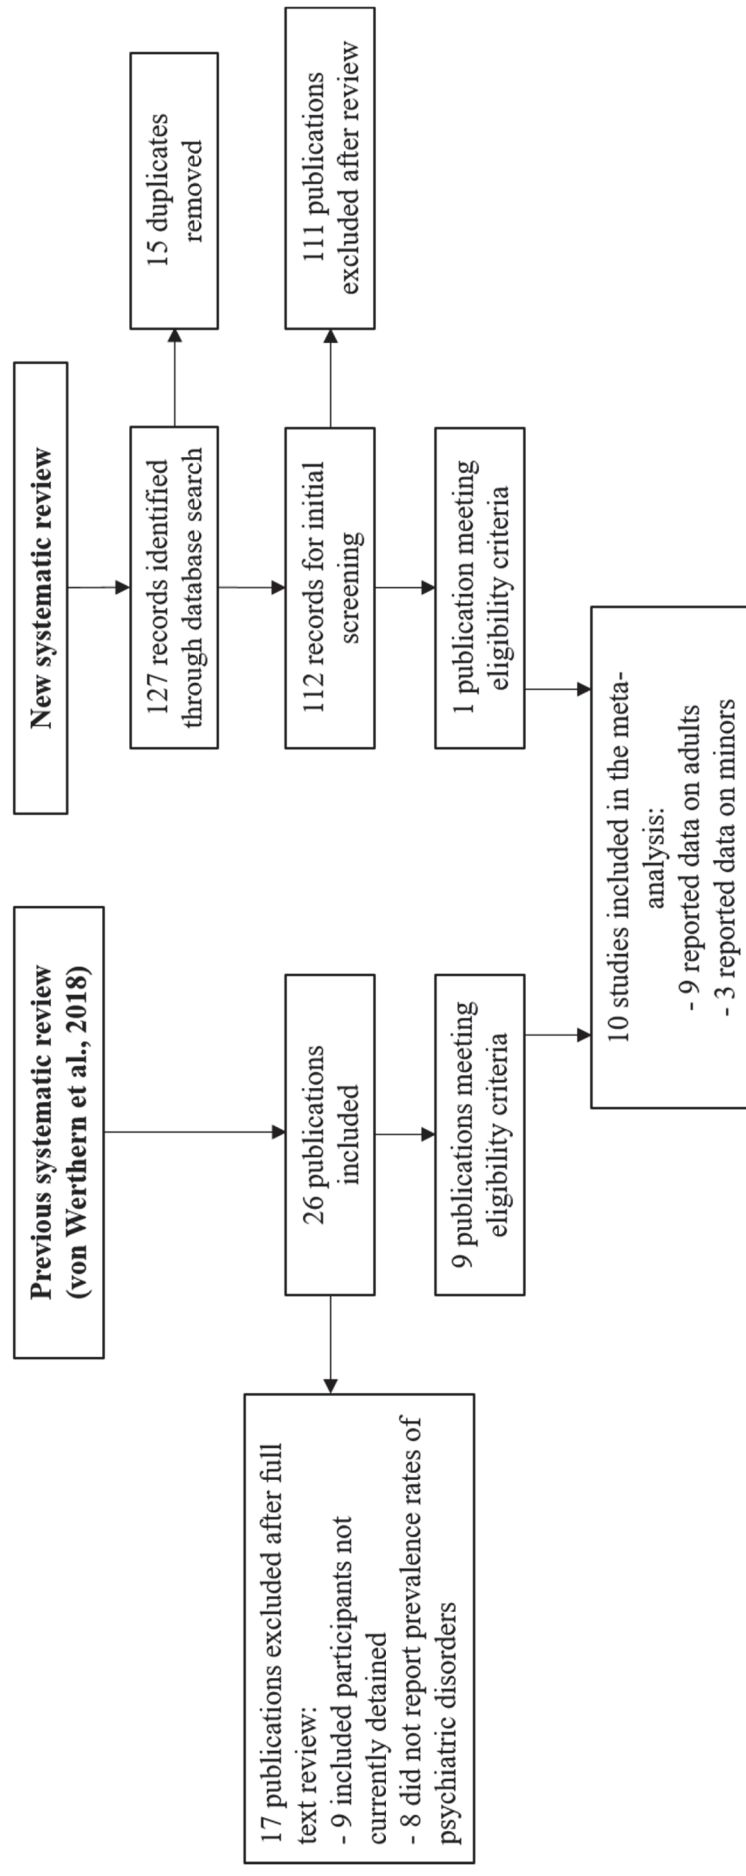 Previous systematic review
(von Werthern et al., 2018)
New systematic review
127 records identified
through database search
15 duplicates
removed
17 publications excluded after full
text review:
- 9 included participants not
currently detained
- 8 did not report prevalence rates of
psychiatric disorders
26 publications
included
112 records for initial
screening
111 publications
excluded after review
9 publications meeting
eligibility criteria
1 publication meeting
eligibility criteria
10 studies included in the meta-
analysis:
- 9 reported data on adults
- 3 reported data on minors